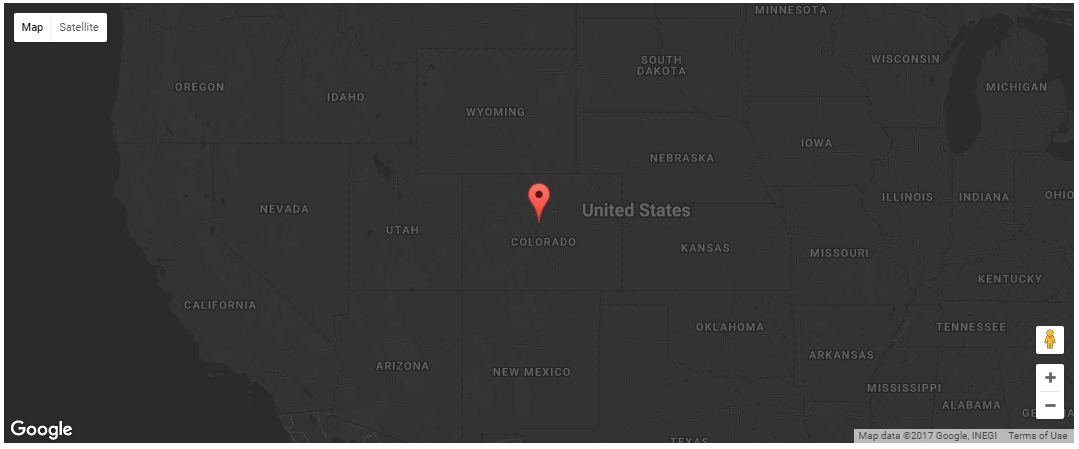 Map Satellite
MINNESOTA
SOUTH
DAKOTA
WISCONSIN
OREGON
IDAHO
MICHIGAN
WYOMING
IOWA
NEBRASKA
ILLINOIS
INDIANA
OHIO
NEVADA
United States
UTAH
COLORADO
KANSAS
MISSOURI
KENTUCKY
CALIFORNIA
OKLAHOMA
TENNESSEE
ARKANSAS
ARIZONA
NEW MEXICO
MISSISSIPPI
ALABAMA
GE
+
−
Google
Map data ©2017 Google, INEGI Terms of Use
TEXAS